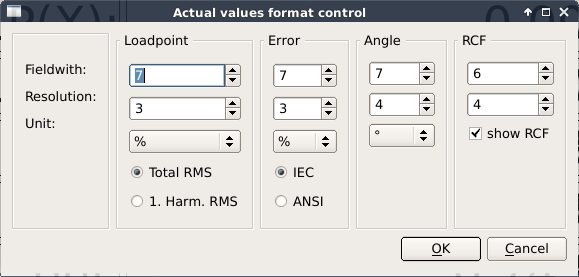 Actual values format control
Loadpoint Error Angle RCF
Fieldwith: 7 7 7 6
Resolution: 3 3 4 4
Unit: % % ° show RCF
Total RMS IEC
1. Harm. RMS ANSI
OK Cancel